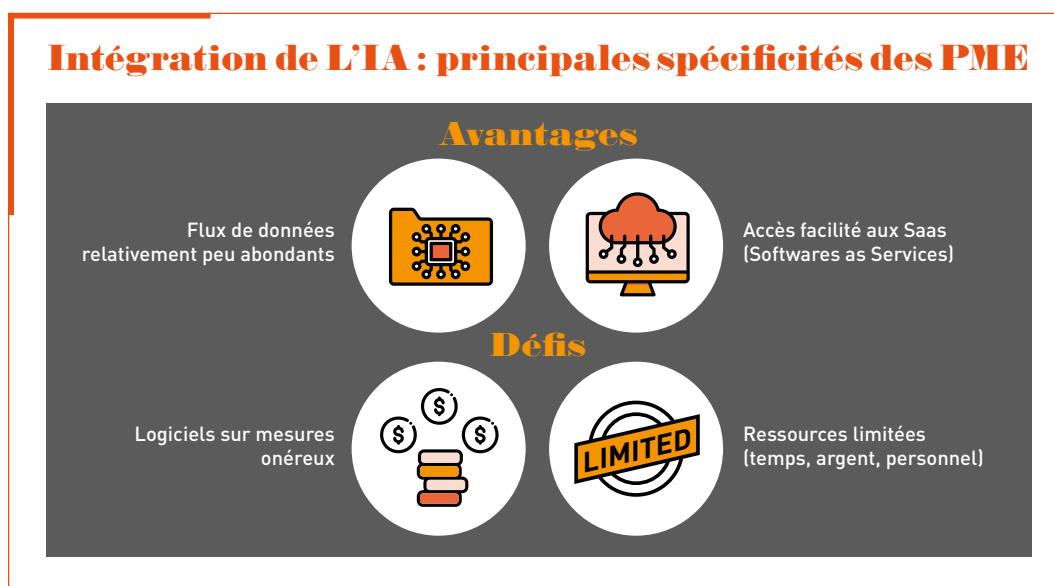 Intégration de L’IA : principales spécificités des PME
Avantages
Flux de données
relativement peu abondants
Accès facilité aux Saas
(Softwares as Services)
Défis
Logiciels sur mesures
onéreux
$
$
$
LIMITED
Ressources limitées
(temps, argent, personnel)